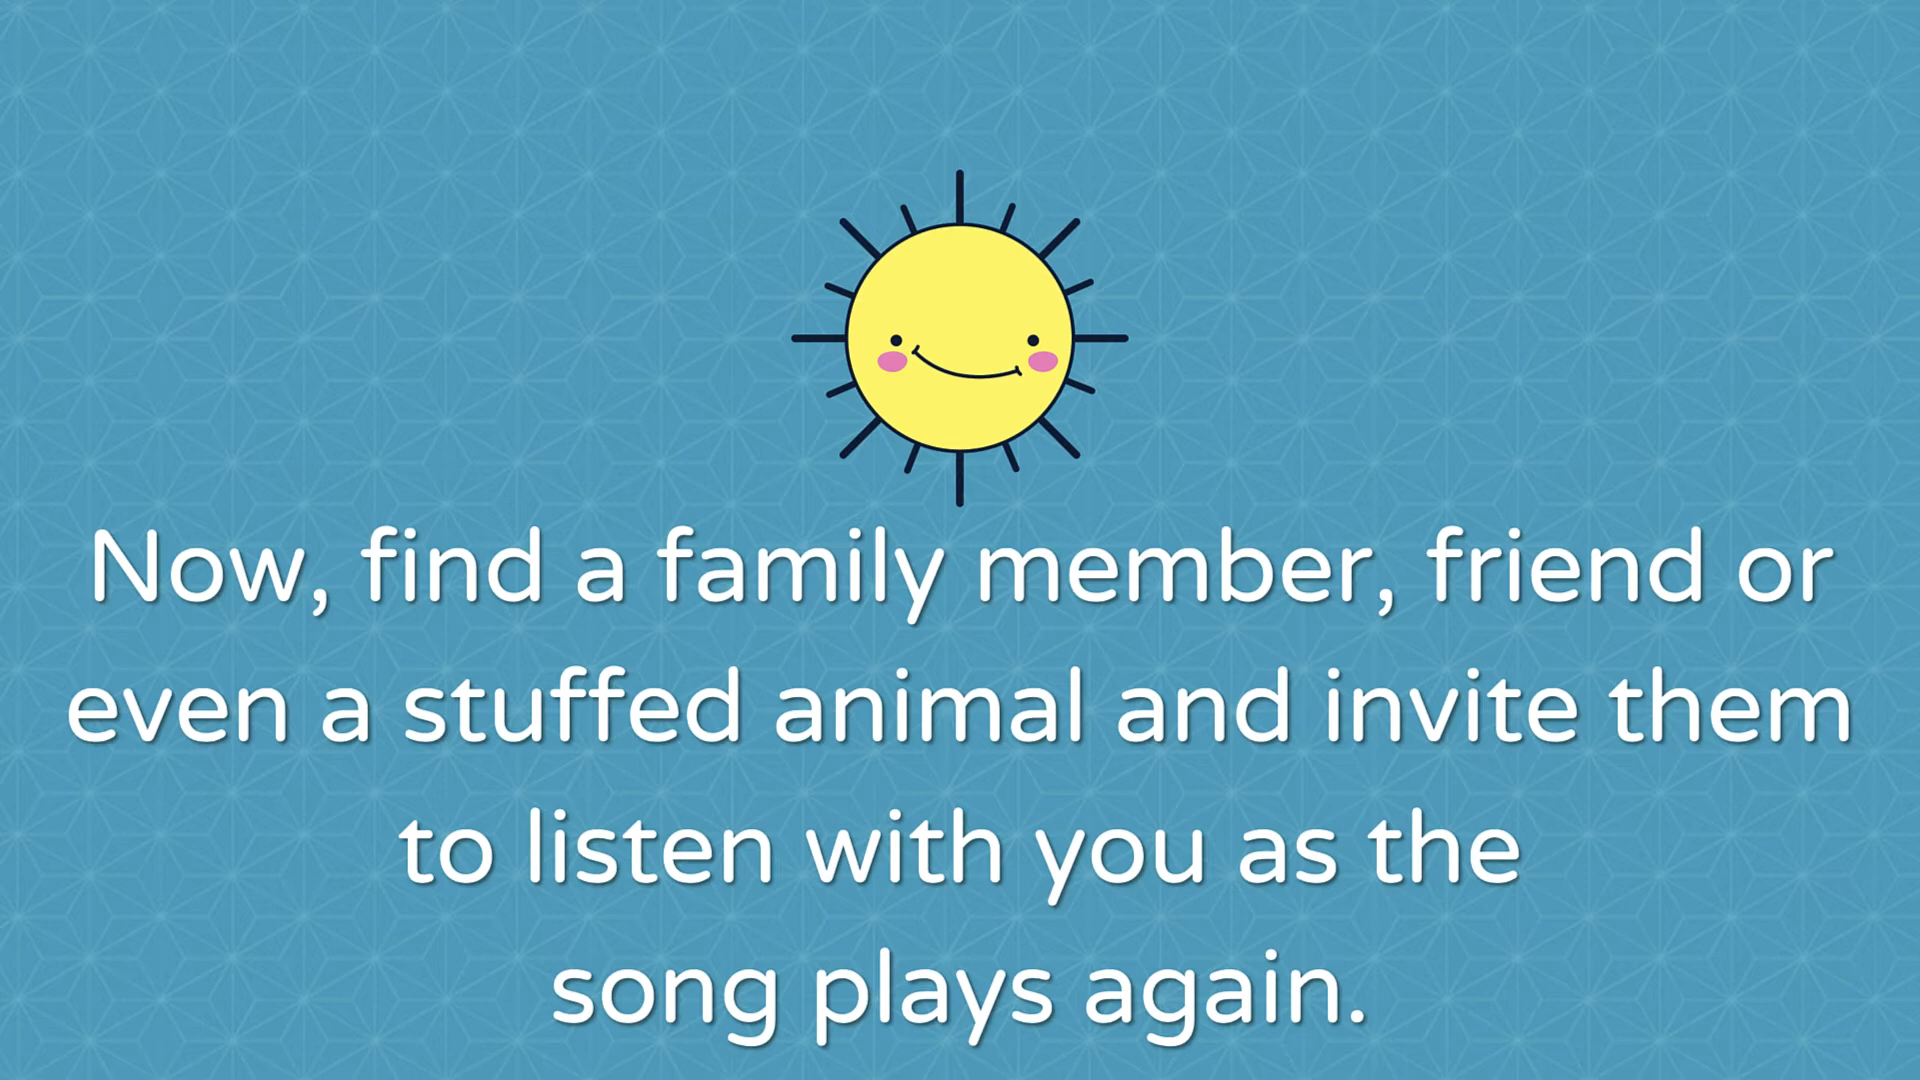 Now, find a family member, friend or
even a stuffed animal and invite them
to listen with you as the
song plays again.